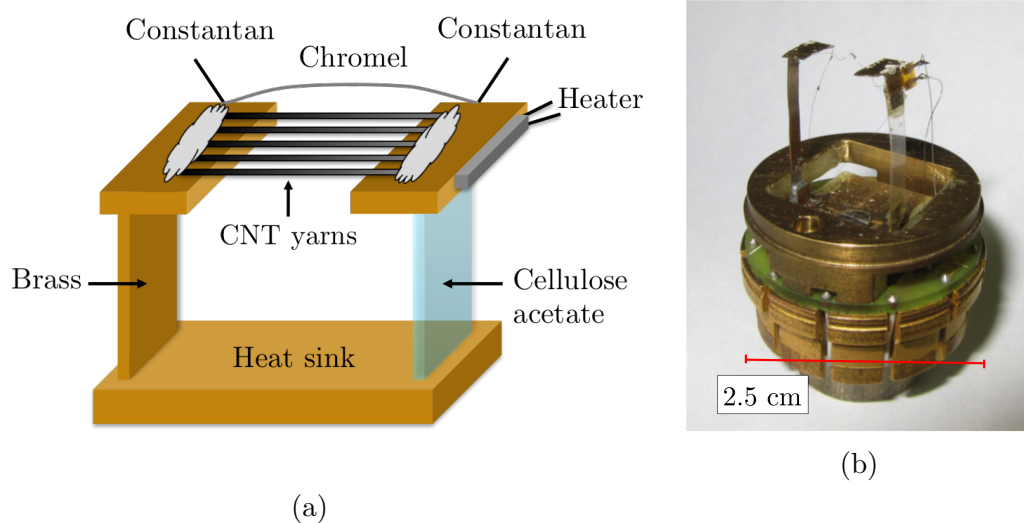 Constantan
Constantan
Chromel
Heater
CNT yarns
Brass
Cellulose
acetate
Heat sink
2.5 cm
(a)
(b)